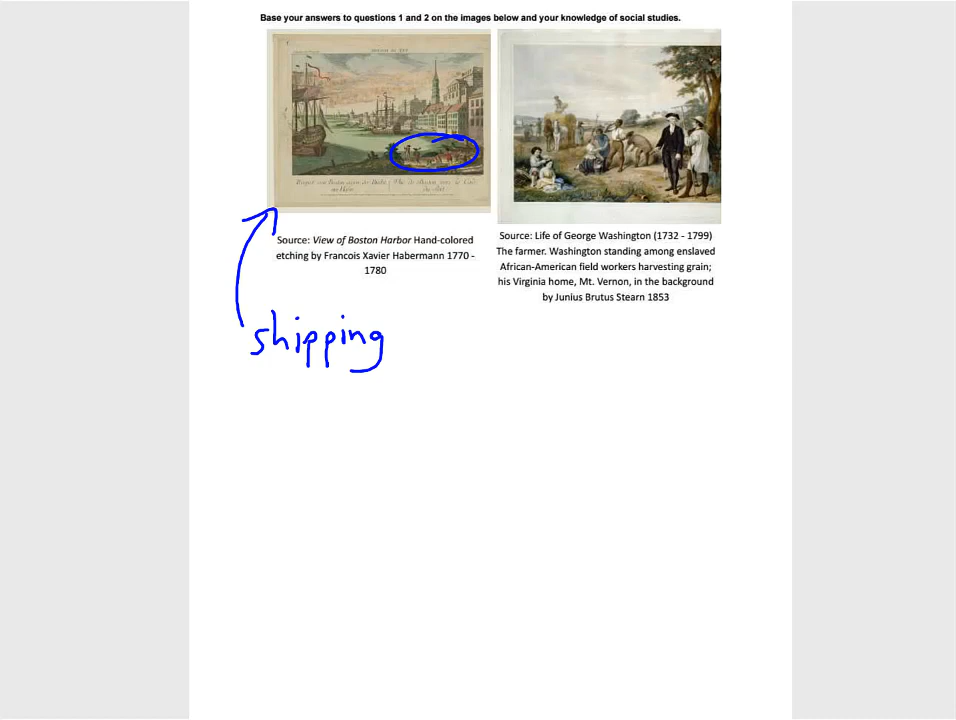 Base your answers to questions 1 and 2 on the images below and your knowledge of social studies.
Source: View of Boston Harbor Hand-colored
etching by Francois Xavier Habermann 1770 -
1780
Source: Life of George Washington (1732 - 1799)
The farmer. Washington standing among enslaved
African-American field workers harvesting grain;
his Virginia home, Mt. Vernon, in the background
by Junius Brutus Stearn 1853
shipping